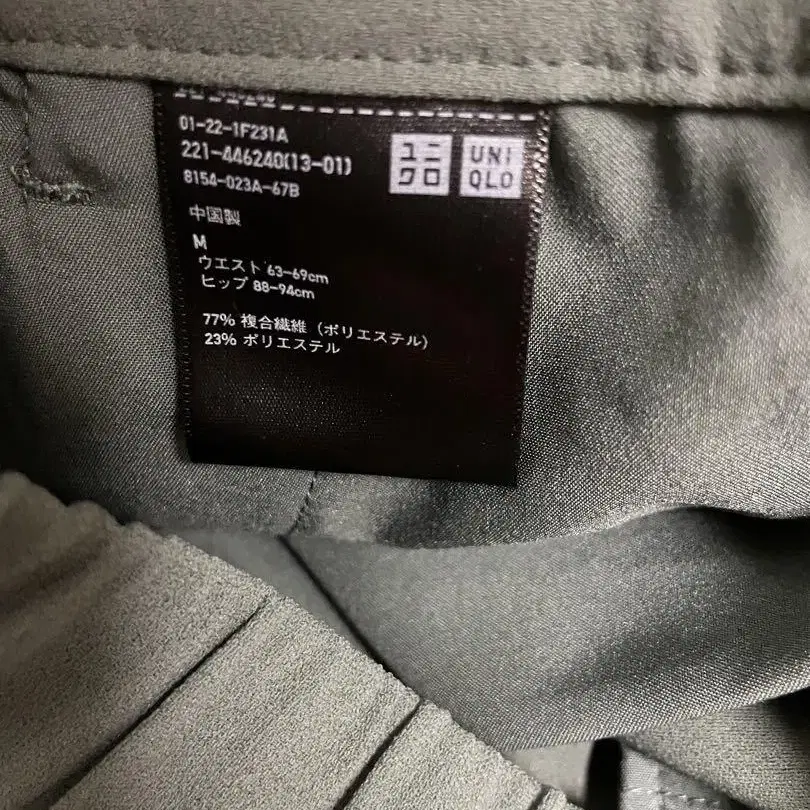 01-22-1F231A
221-446240(13-01)
8154-023A-67B
ユニクロ
UNIQLO
中国製
M
ウエスト 63-69cm
ヒップ 88-94cm
77% 複合繊維（ポリエステル）
23% ポリエステル